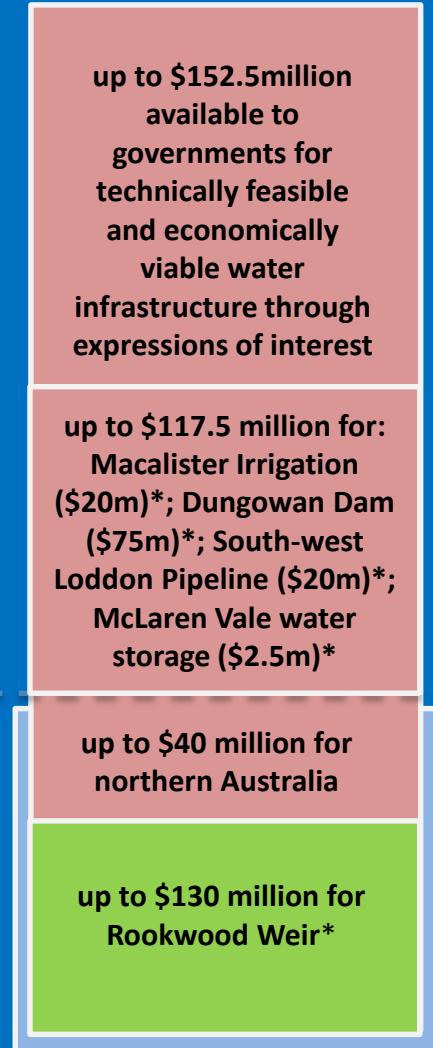 up to $152.5million
available to
governments for
technically feasible
and economically
viable water
infrastructure through
expressions of interest
up to $117.5 million for:
Macalister Irrigation
($20m)*; Dungowan Dam
($75m)*; South-west
Loddon Pipeline ($20m)*;
McLaren Vale water
storage ($2.5m)*
up to $40 million for
northern Australia
up to $130 million for
Rookwood Weir*